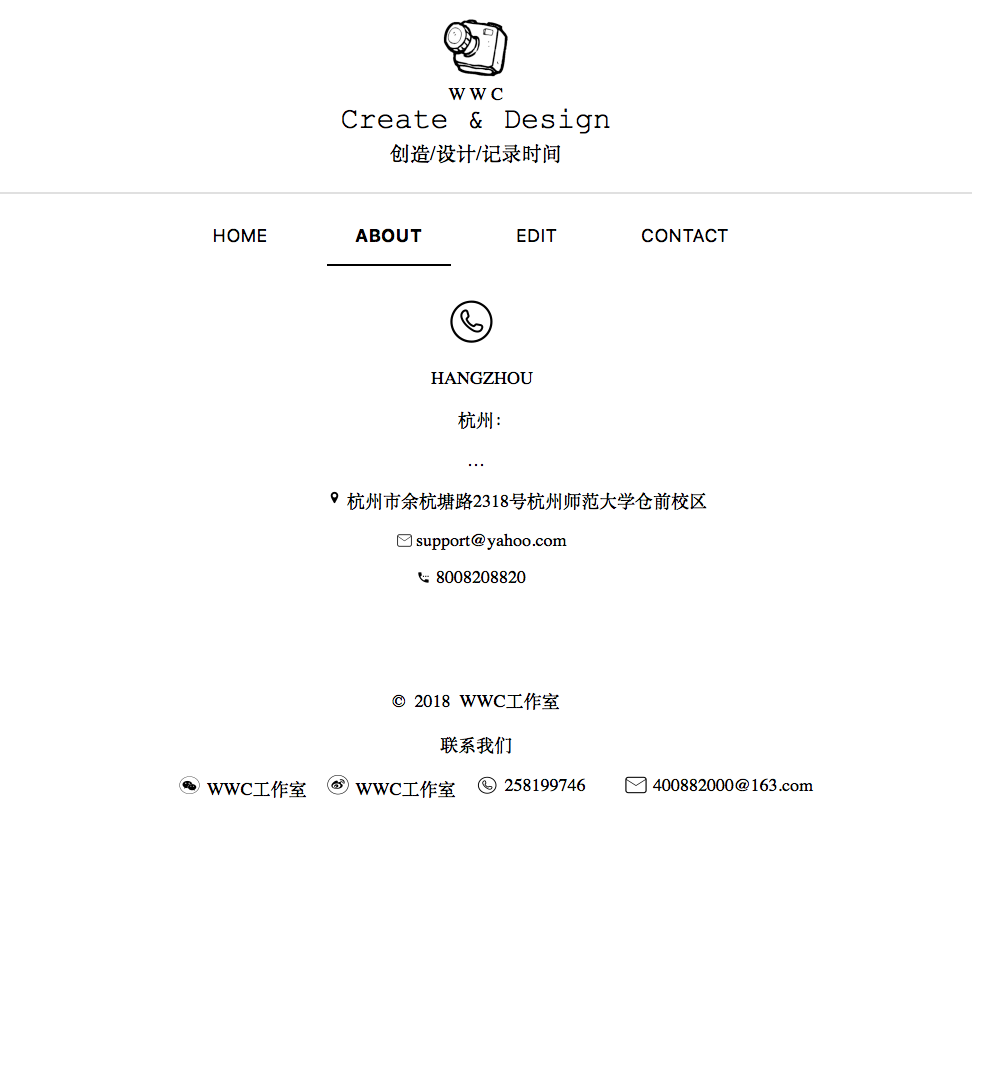 WWC
Create & Design
创造/设计/记录时间
HOME ABOUT EDIT CONTACT
HANGZHOU
杭州：
...
杭州市余杭塘路2318号杭州师范大学仓前校区
support@yahoo.com
8008208820
© 2018 WWC工作室
联系我们
WWC工作室 WWC工作室 258199746 400882000@163.com